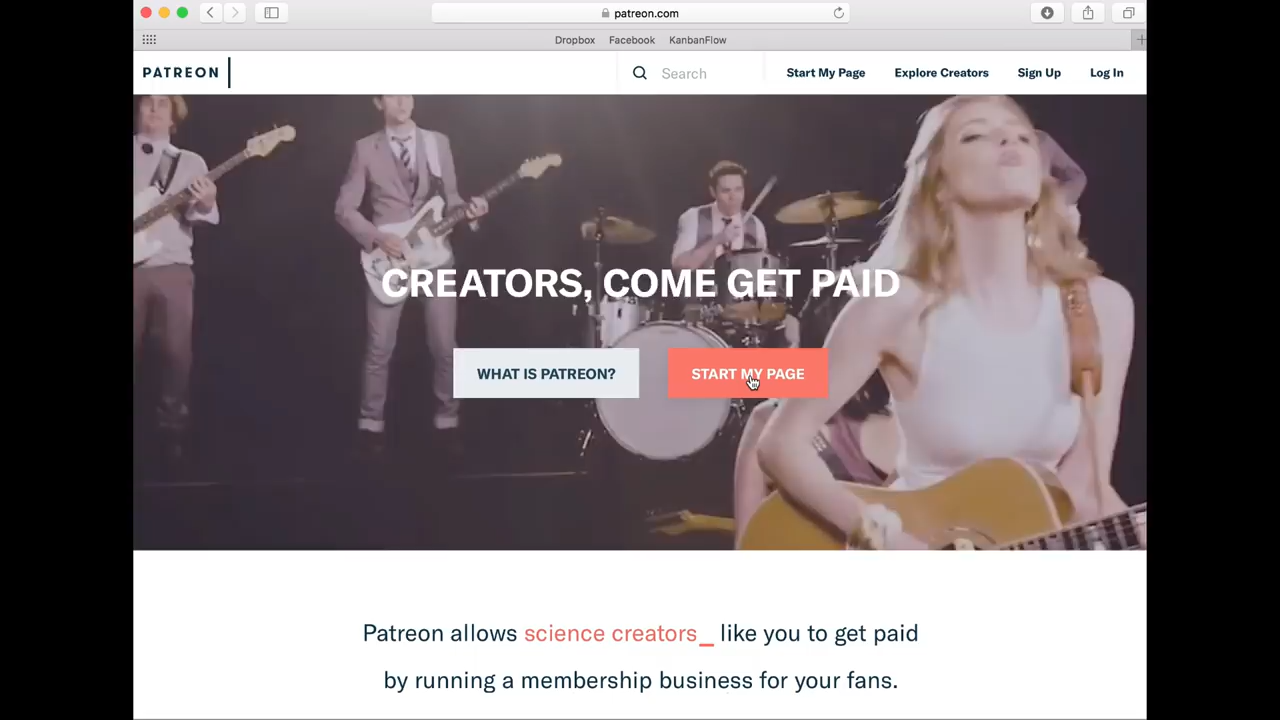 patreon.com
Dropbox Facebook KanbanFlow
PATREON Search Start My Page Explore Creators Sign Up Log In
CREATORS, COME GET PAID
WHAT IS PATREON? START MY PAGE
Patreon allows science creators_ like you to get paid
by running a membership business for your fans.